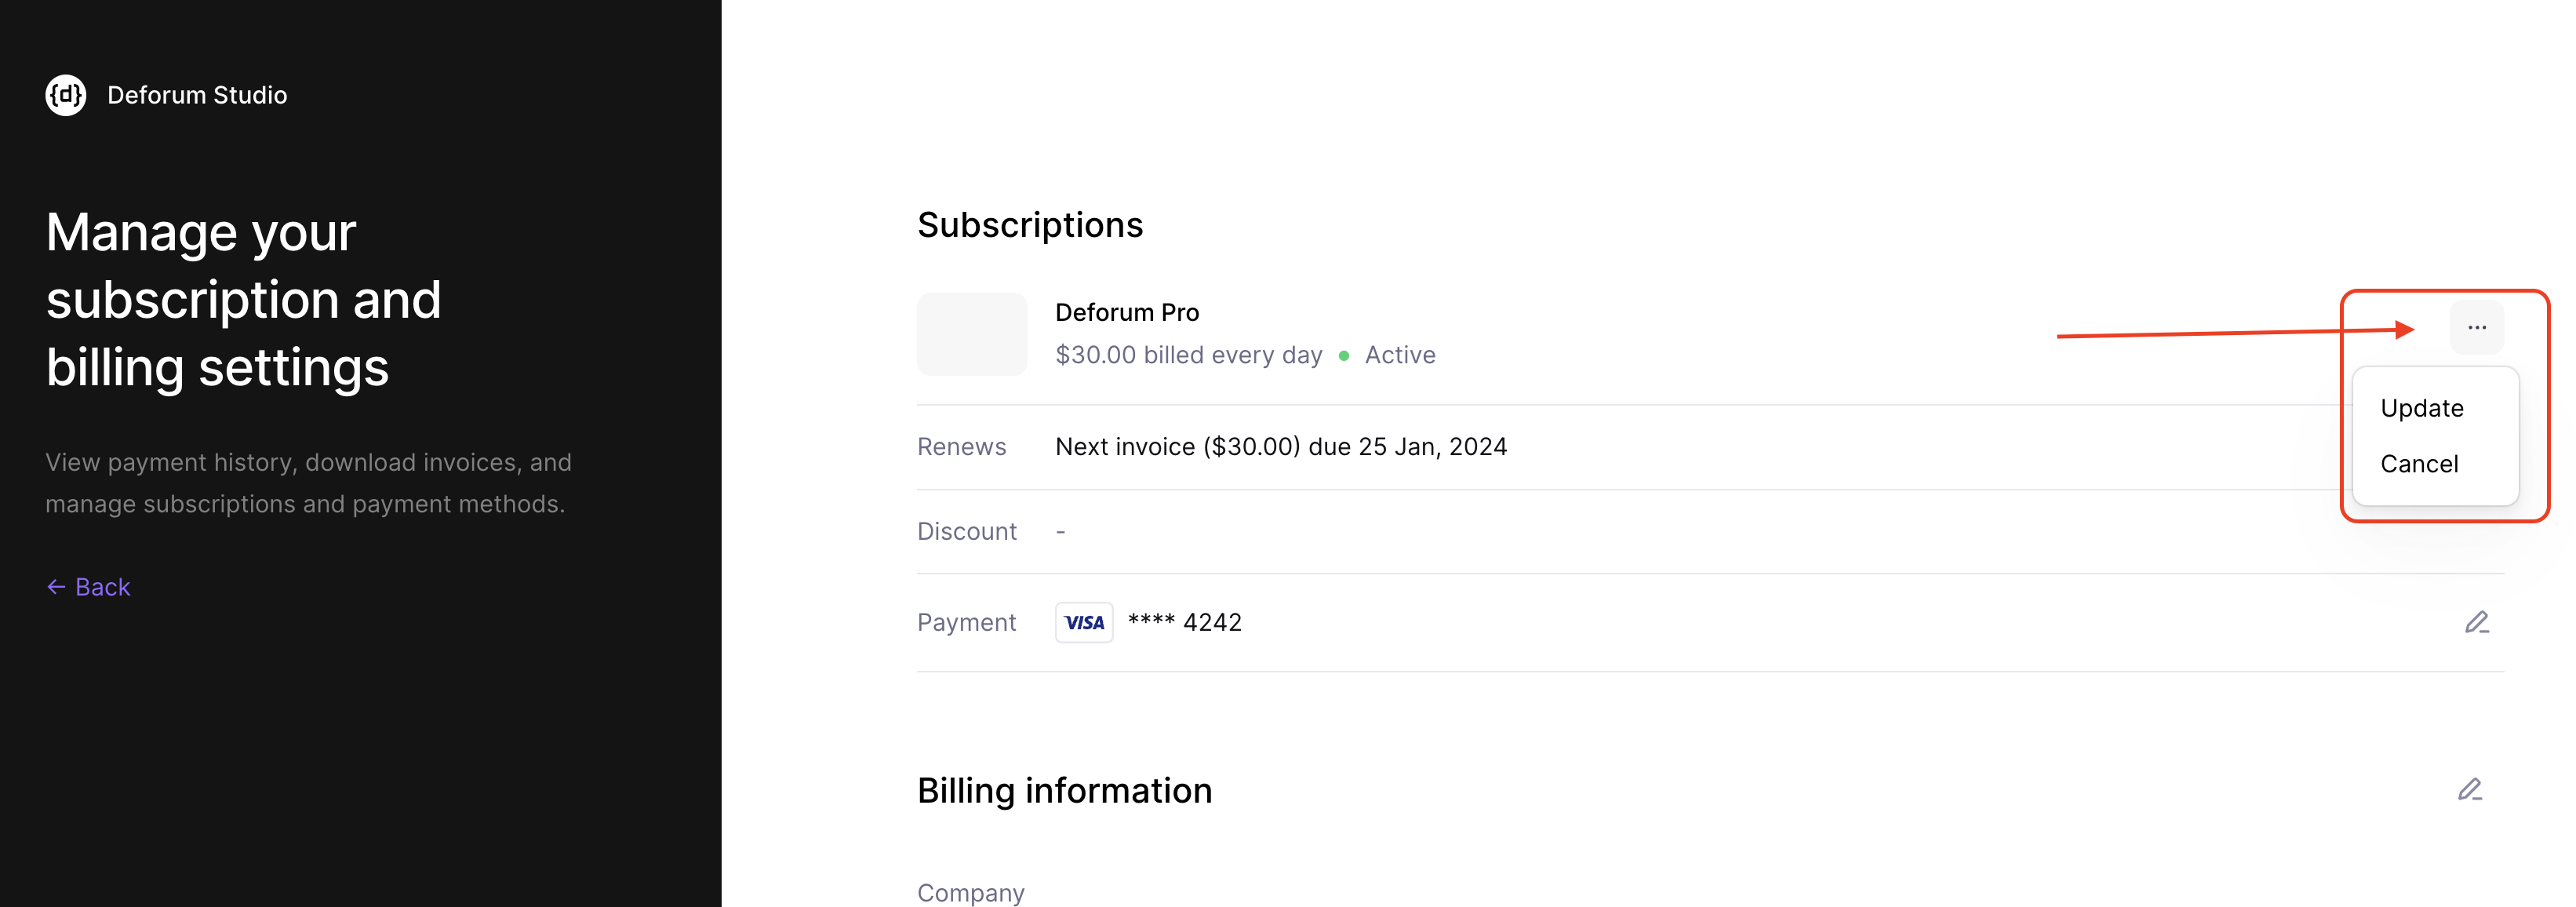 {d} Deforum Studio
Manage your
subscription and
billing settings
View payment history, download invoices, and
manage subscriptions and payment methods.
← Back
Subscriptions
Deforum Pro
$30.00 billed every day ● Active
...
Update
Cancel
Renews Next invoice ($30.00) due 25 Jan, 2024
Discount -
Payment VISA **** 4242
Billing information
Company